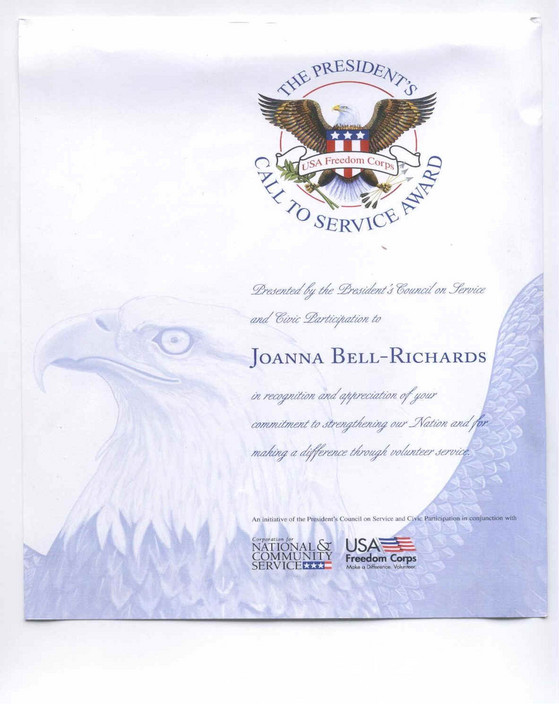 THE PRESIDENT'S
USA Freedom Corps
CALL TO SERVICE AWARD
Presented by the President's Council on Service
and Civic Participation to
JOANNA BELL-RICHARDS
in recognition and appreciation of your
commitment to strengthening our Nation and for
making a difference through volunteer service.
An initiative of the President's Council on Service and Civic Participation in conjunction with
Corporation for
NATIONAL &
COMMUNITY
SERVICE
USA
Freedom Corps
Make a Difference. Volunteer.